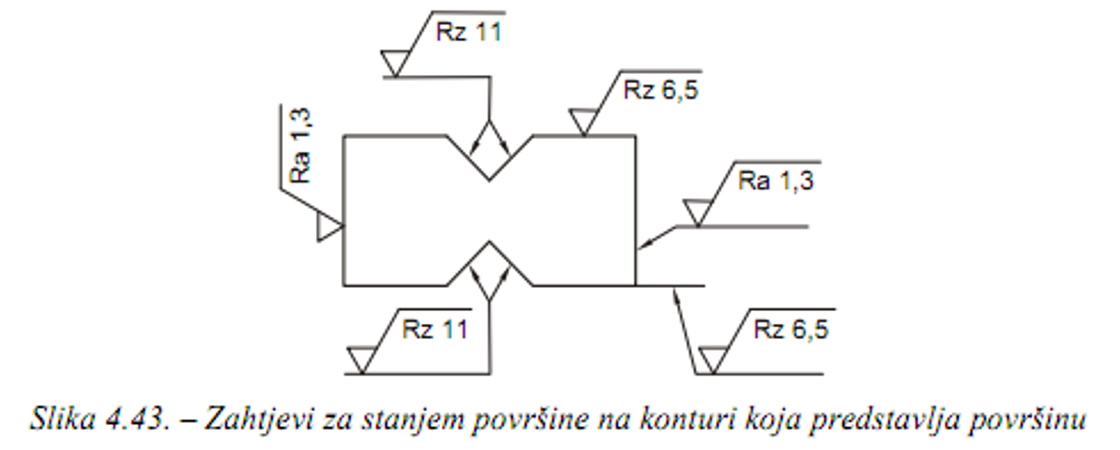 Rz 11
Rz 6,5
Ra 1,3
Ra 1,3
Rz 11
Rz 6,5
Slika 4.43. – Zahtjevi za stanjem površine na konturi koja predstavlja površinu